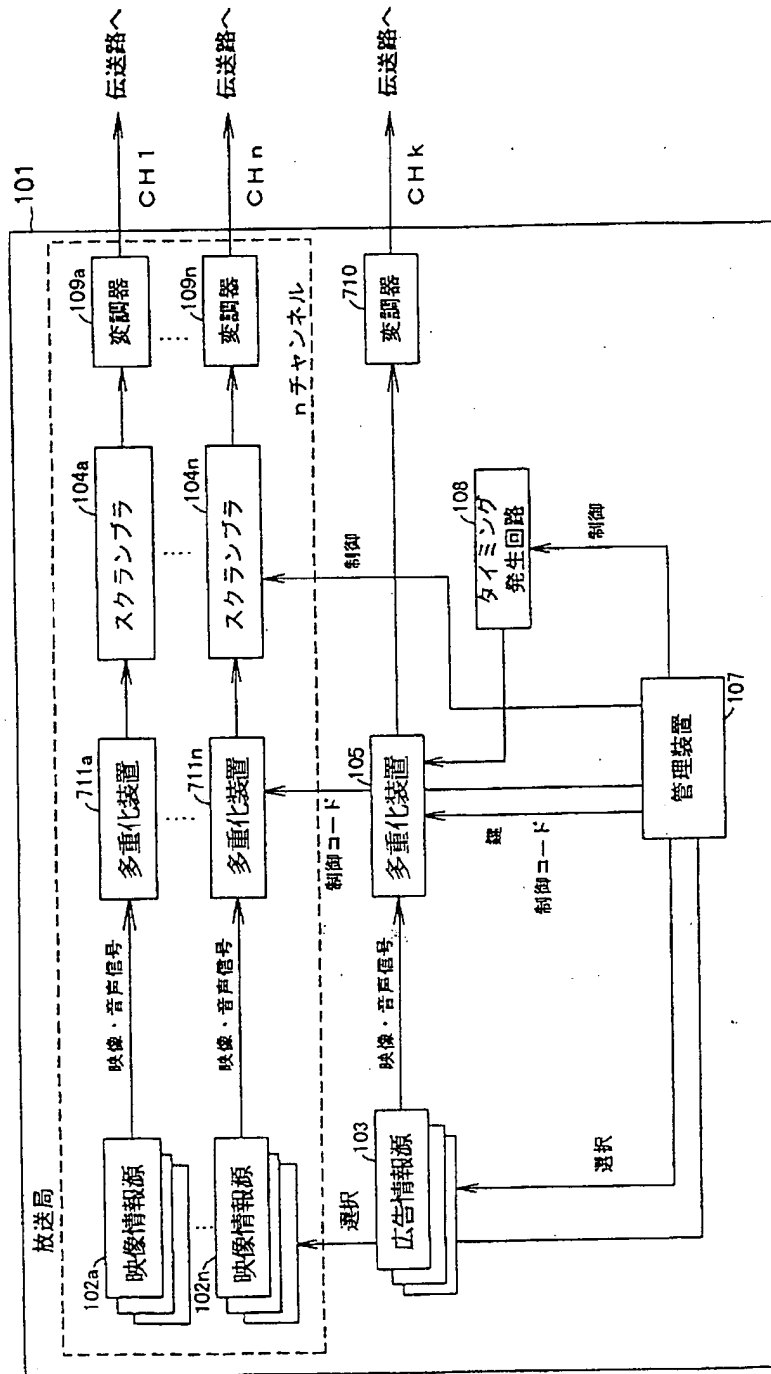 放送局
101
102a
映像情報源
映像・音声信号
711a
多重化装置
104a
スクランブラ
109a
変調器
CH1
伝送路へ
102n
映像情報源
映像・音声信号
711n
多重化装置
104n
スクランブラ
109n
変調器
CHn
伝送路へ
nチャンネル
選択
制御コード
制御
103
広告情報源
映像・音声信号
105
多重化装置
710
変調器
CHk
伝送路へ
鍵
制御コード
108
タイミング
発生回路
制御
選択
管理装置
107